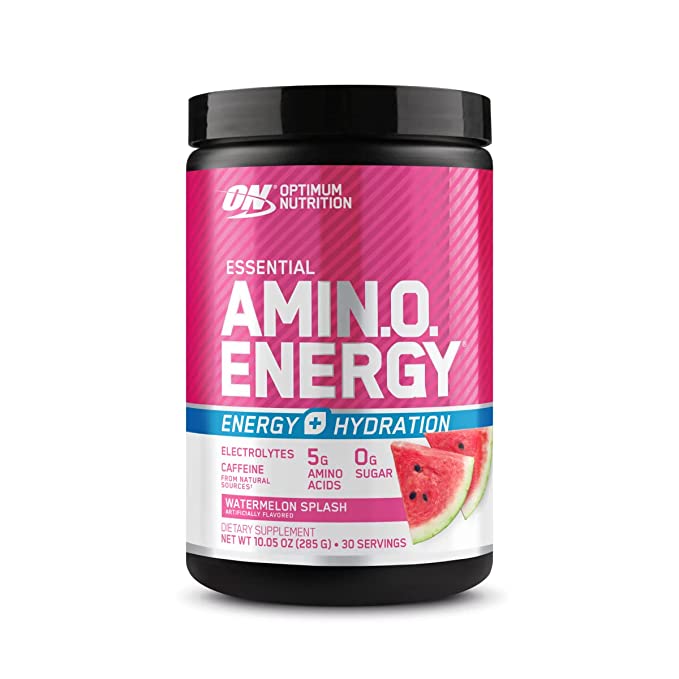 ON® OPTIMUM
NUTRITION
ESSENTIAL
AMIN.O.
ENERGY®
ENERGY + HYDRATION
ELECTROLYTES
CAFFEINE
FROM NATURAL
SOURCES†
5G
AMINO
ACIDS
0G
SUGAR
WATERMELON SPLASH
ARTIFICIALLY FLAVORED
DIETARY SUPPLEMENT
NET WT 10.05 OZ (285 G) • 30 SERVINGS